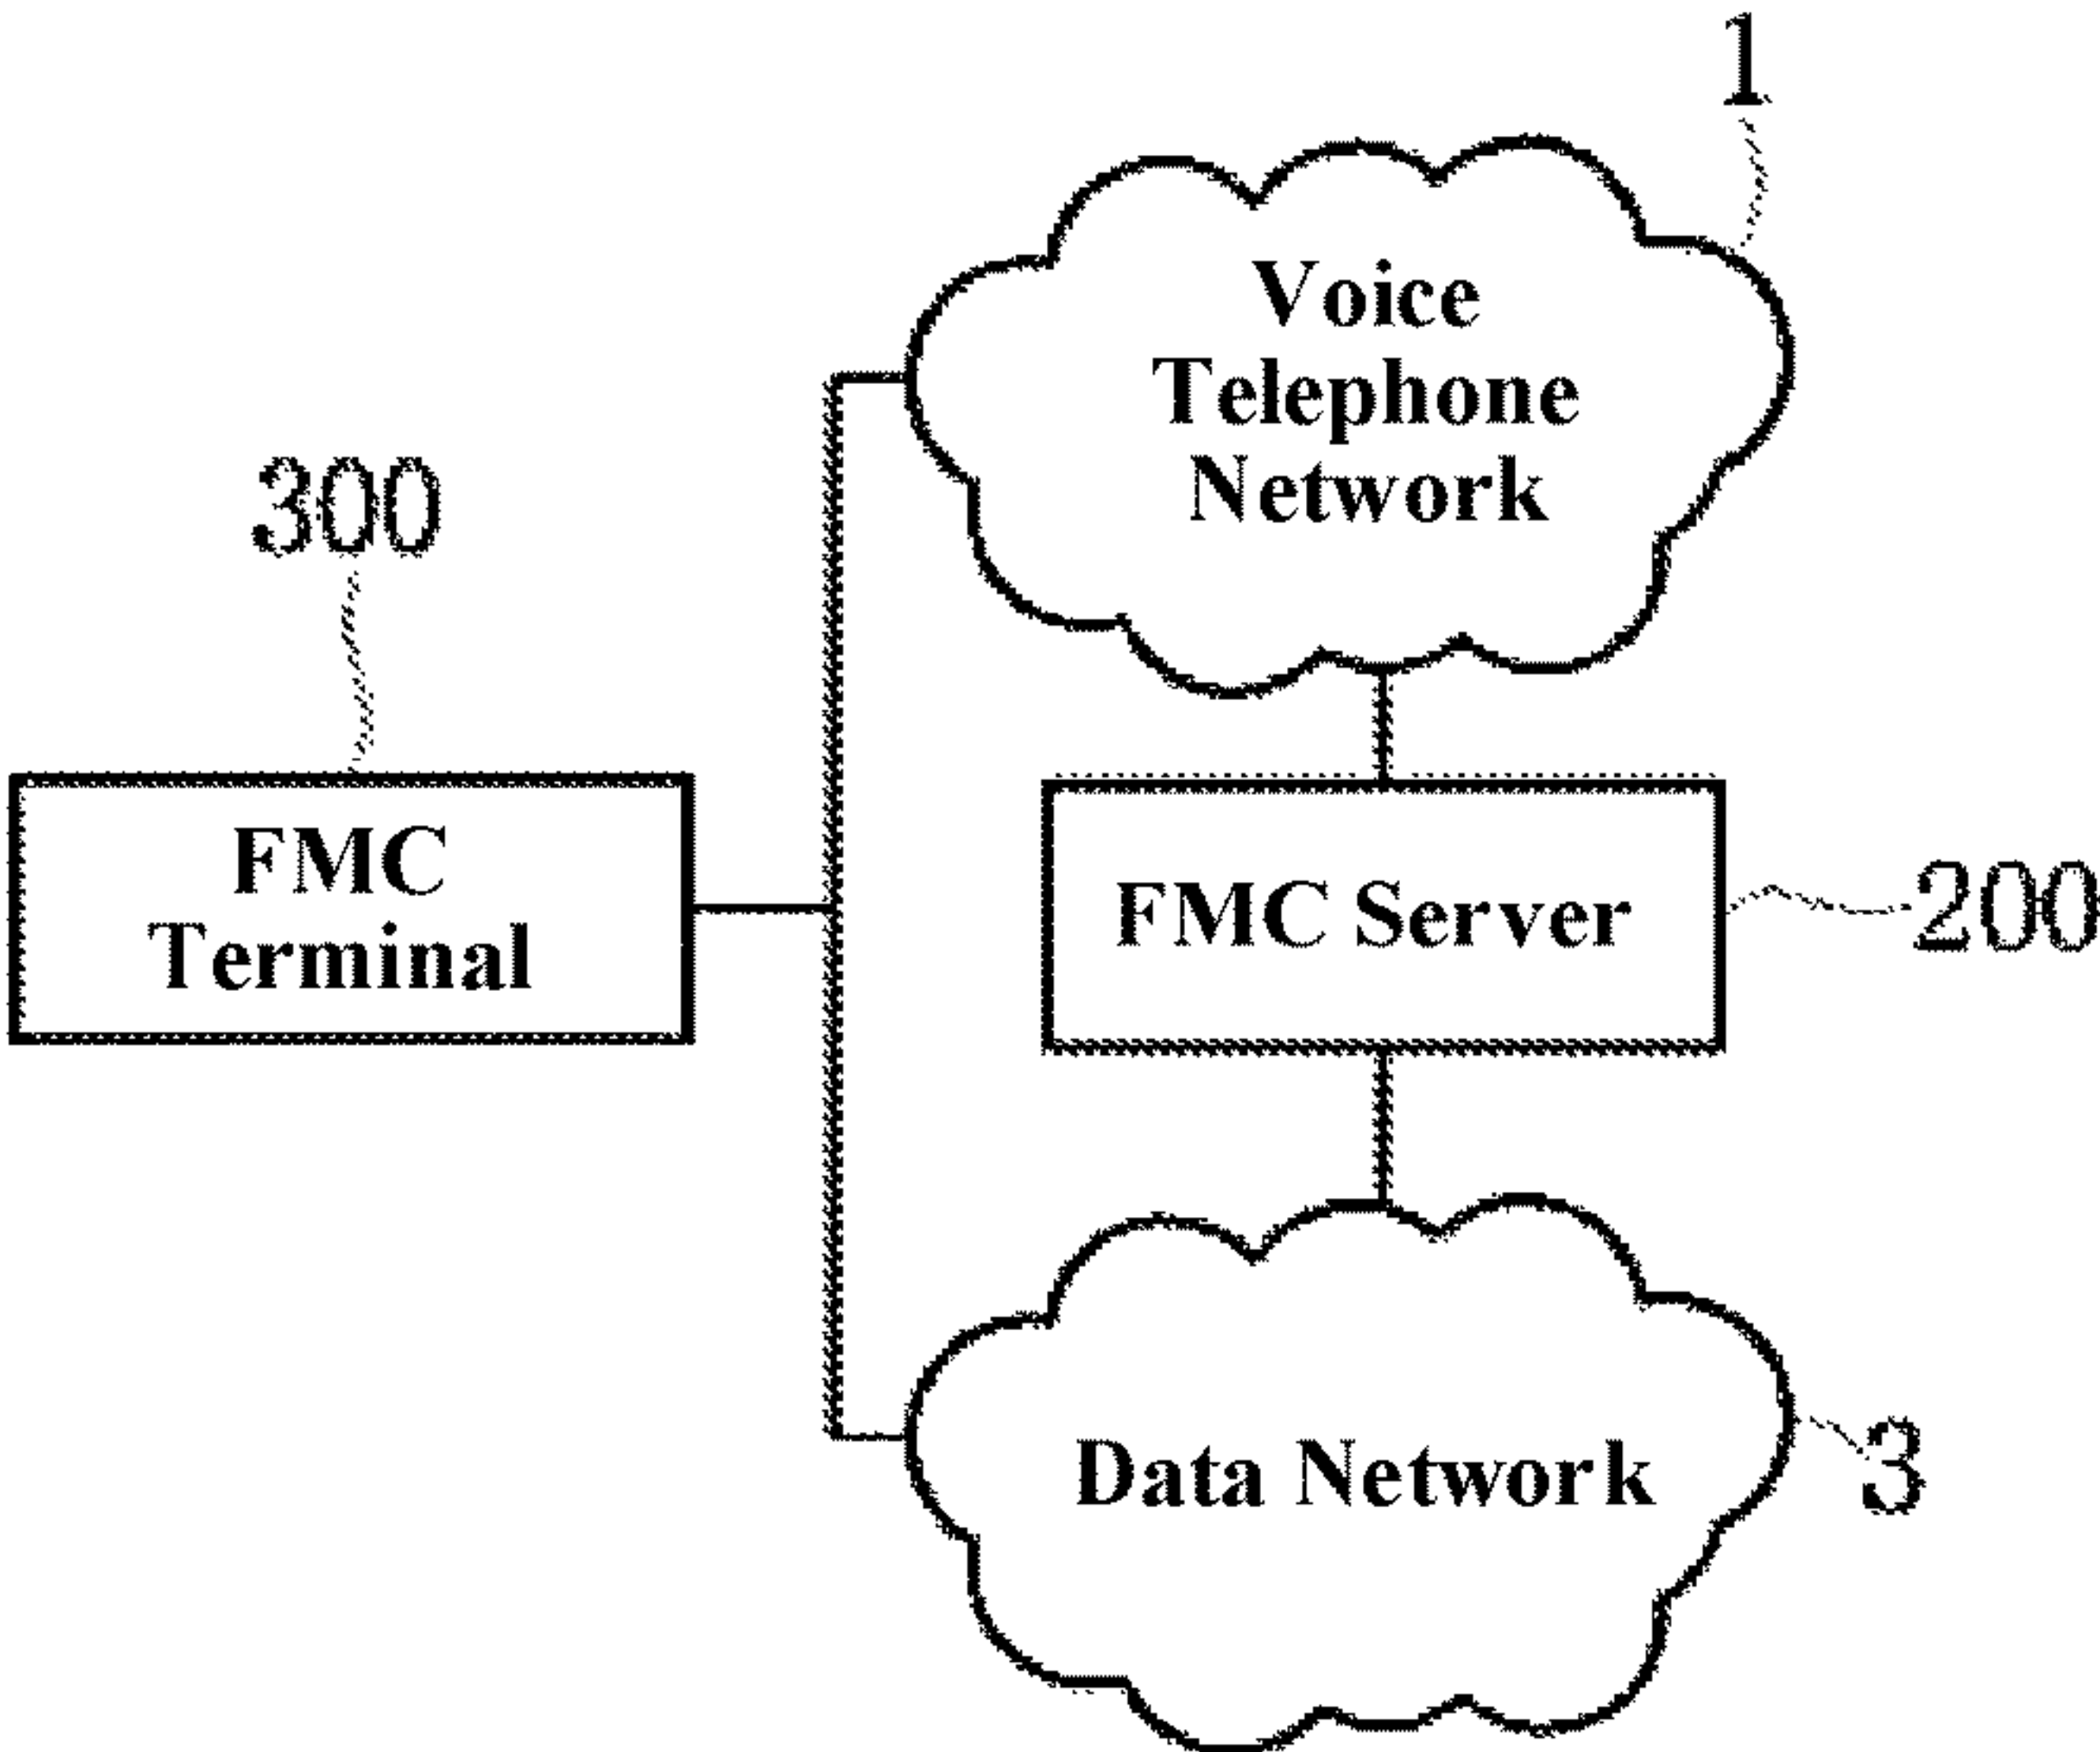 1
Voice
Telephone
Network
300
FMC
Terminal
FMC Server
200
Data Network
3